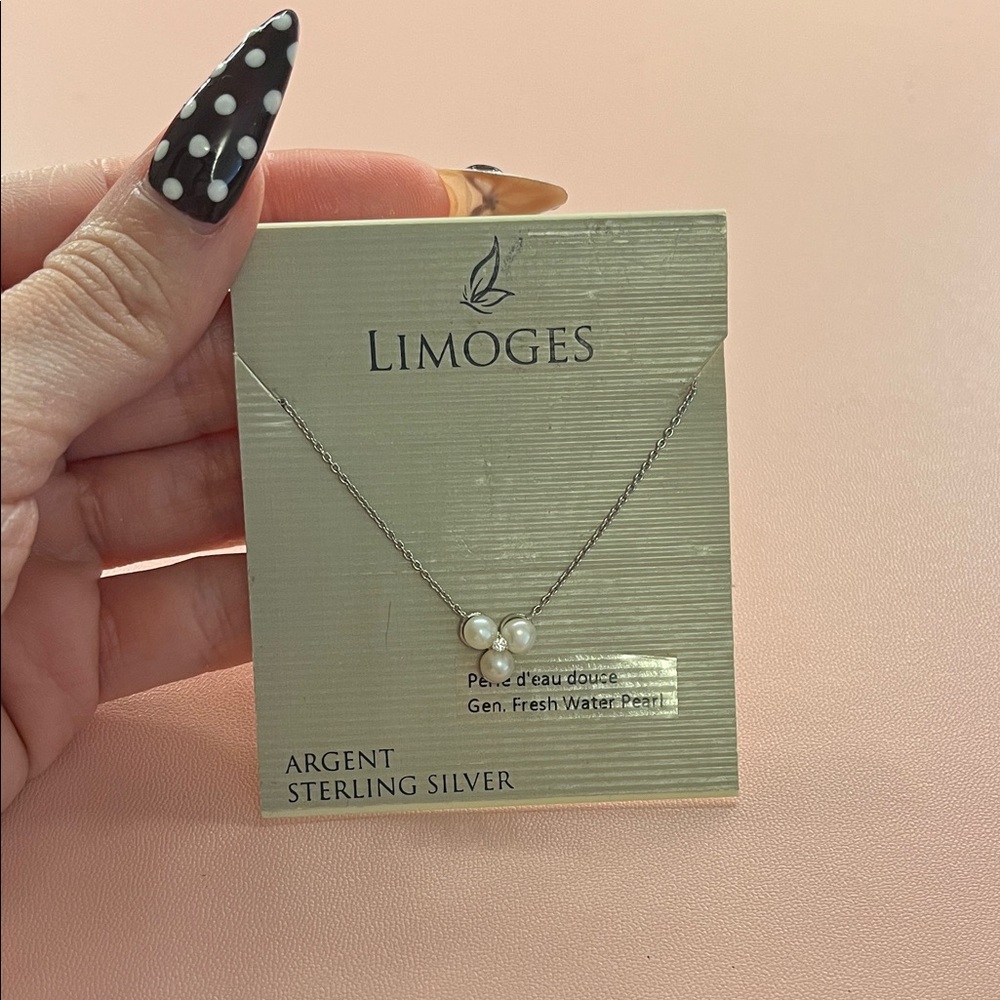 LIMOGES
Perle d'eau douce
Gen. Fresh Water Pearl
ARGENT
STERLING SILVER